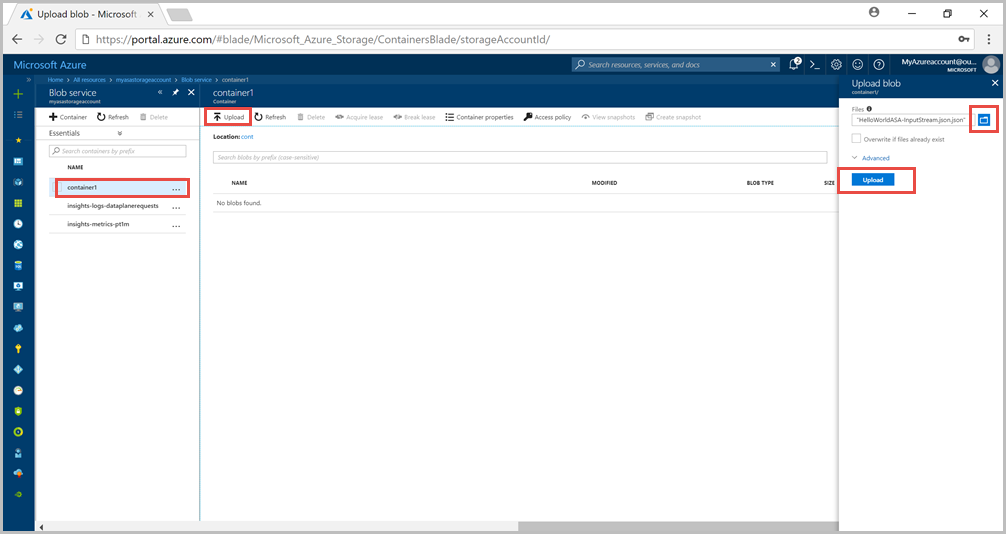 Upload blob - Microsoft
https://portal.azure.com/#blade/Microsoft_Azure_Storage/ContainersBlade/storageAccountId/
Microsoft Azure
Search resources, services, and docs
2
MyAzureaccount@ou...
MICROSOFT
Home > All resources > myasastorageaccount > Blob service > container1
Blob service
myasastorageaccount
Container
Refresh
Delete
Essentials
Search containers by prefix
NAME
container1
insights-logs-dataplanerequests
insights-metrics-pt1m
container1
Container
Upload
Refresh
Delete
Acquire lease
Break lease
Container properties
Access policy
View snapshots
Create snapshot
Location: cont
Search blobs by prefix (case-sensitive)
NAME MODIFIED BLOB TYPE SIZE
No blobs found.
Upload blob
container1/
Files
"HelloWorldASA-InputStream.json.json"
Overwrite if files already exist
Advanced
Upload